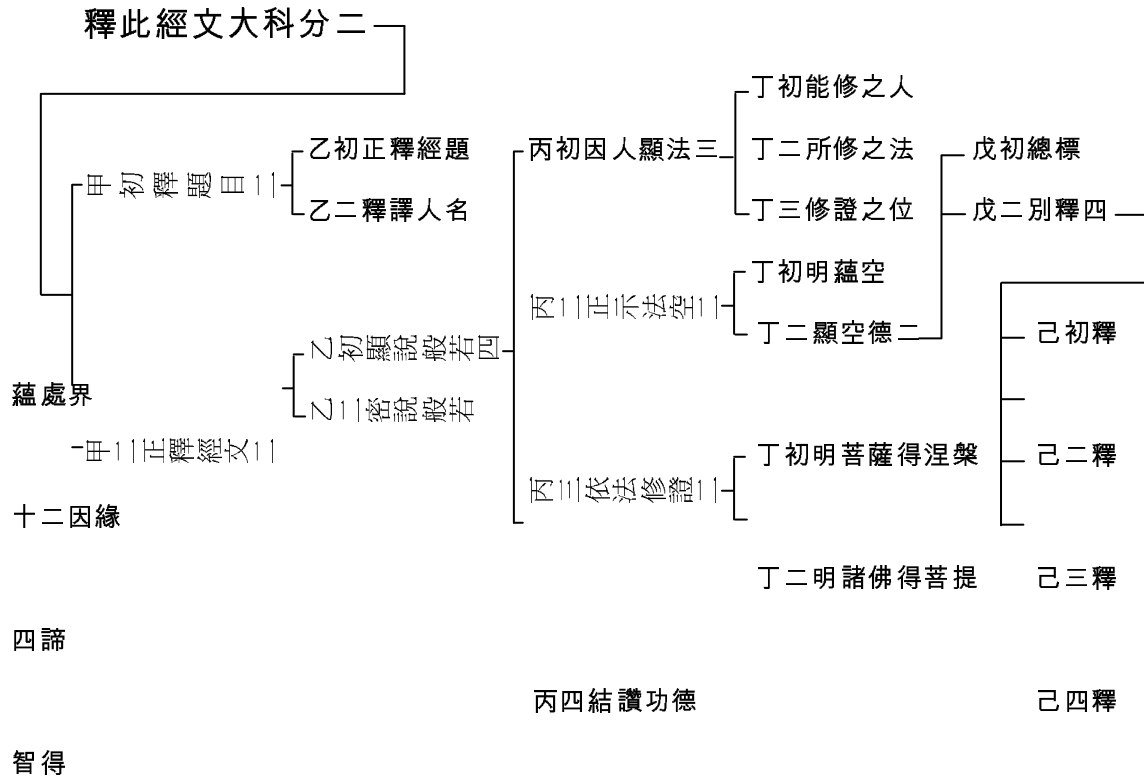 釋此經文大科分二
甲初釋題目二
乙初正釋經題
乙二釋譯人名
甲二正釋經文二
乙初顯說般若四
乙二密說般若
丙初因人顯法三
丁初能修之人
丁二所修之法
丁三修證之位
丙二正示法空二
丁初明蘊空
丁二顯空德二
戊初總標
戊二別釋四
己初釋
蘊處界
己二釋
十二因緣
己三釋
四諦
己四釋
智得
丙三依法修證二
丁初明菩薩得涅槃
丁二明諸佛得菩提
丙四結讚功德